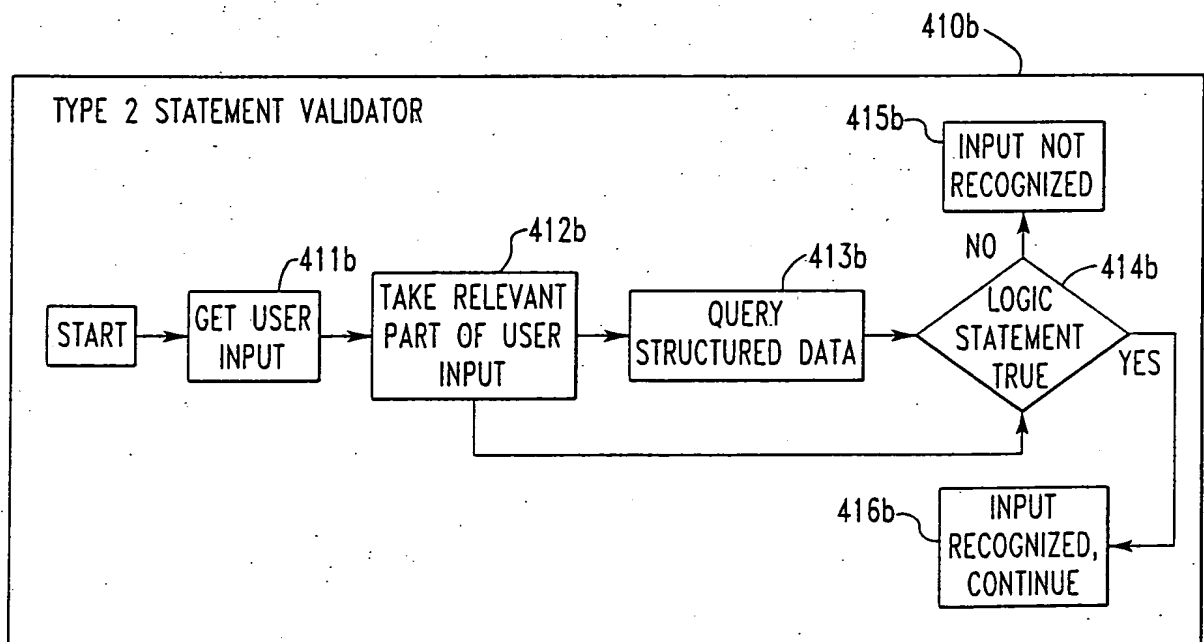 410b
TYPE 2 STATEMENT VALIDATOR
415b
INPUT NOT
RECOGNIZED
NO
START
411b
GET USER
INPUT
412b
TAKE RELEVANT
PART OF USER
INPUT
413b
QUERY
STRUCTURED DATA
414b
LOGIC
STATEMENT
TRUE
YES
416b
INPUT
RECOGNIZED,
CONTINUE